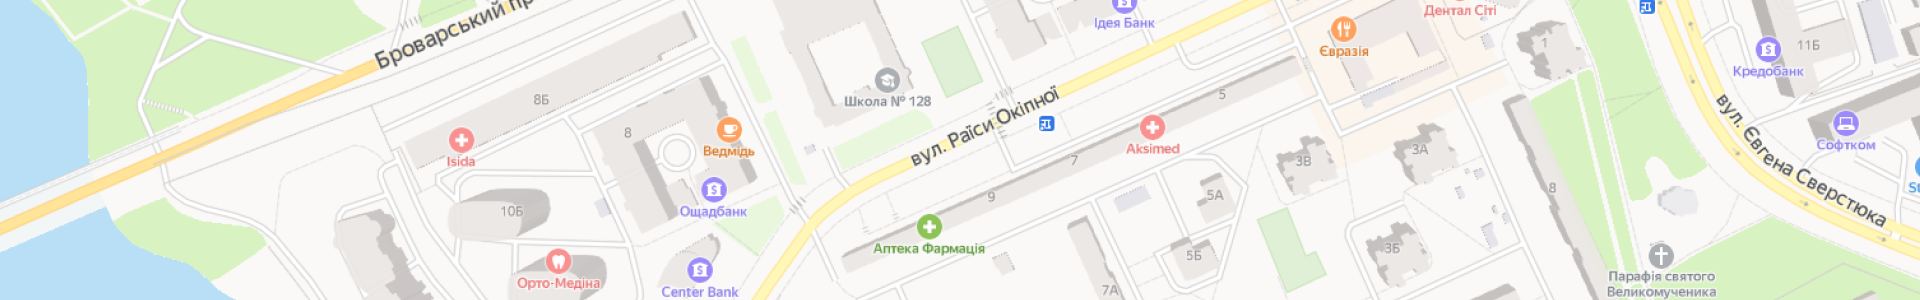 Броварський пр
8Б
Isida
8
Ведмідь
Ощадбанк
10Б
Орто-Медіна
Center Bank
Школа № 128
Ідея Банк
вул. Раїси Окіпної
Аптека Фармація
9
7
Aksimed
5
7А
5А
5Б
Євразія
Дентал Сіті
3В
3А
3Б
1
8
Кредобанк
11Б
вул. Євгена Сверстюка
Софтком
St
Парафія святого
Великомученика